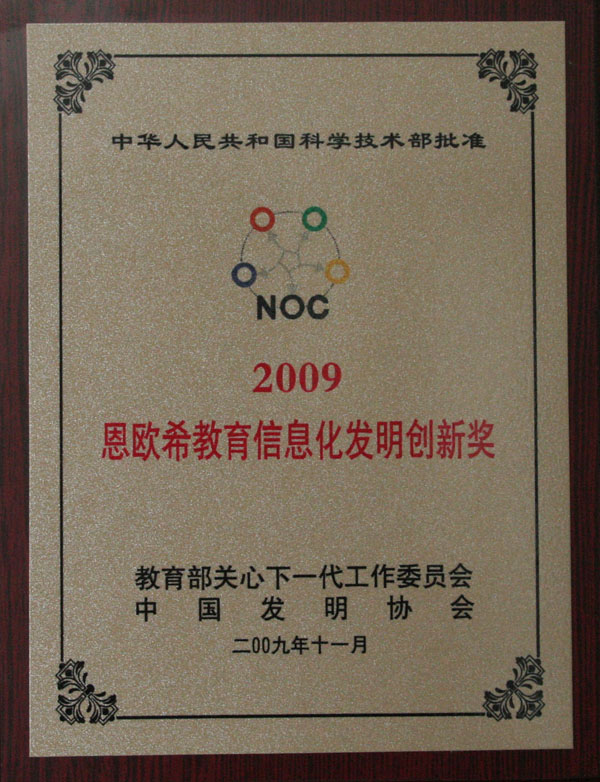 中华人民共和国科学技术部批准
NOC
2009
恩欧希教育信息化发明创新奖
教育部关心下一代工作委员会
中国发明协会
二00九年十一月